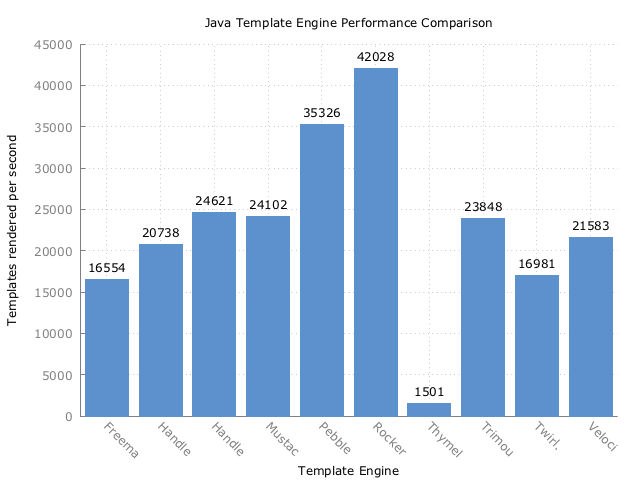 Java Template Engine Performance Comparison
Templates rendered per second
45000
40000
35000
30000
25000
20000
15000
10000
5000
0
16554
20738
24621
24102
35326
42028
1501
23848
16981
21583
Freema
Handle
Handle
Mustac
Pebble
Rocker
Thymel
Trimou
Twirl.
Veloci
Template Engine